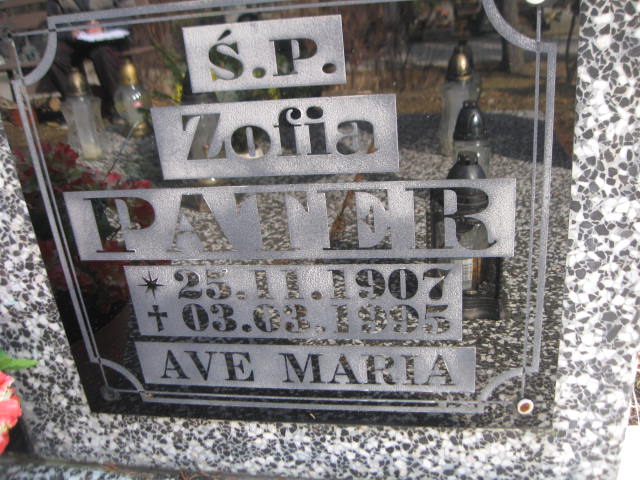 Ś.P.
Zofia
PATER
* 25.11.1907
✝ 03.03.1995
AVE MARIA